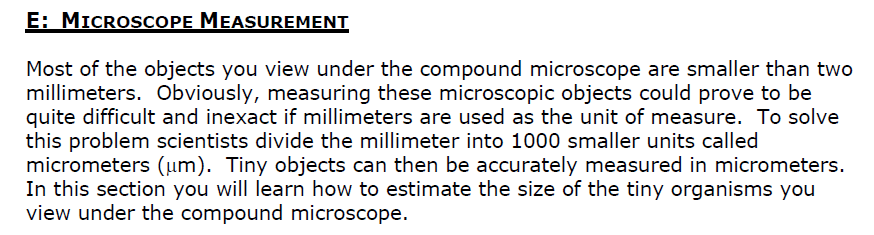 E: MICROSCOPE MEASUREMENT
Most of the objects you view under the compound microscope are smaller than two
millimeters. Obviously, measuring these microscopic objects could prove to be
quite difficult and inexact if millimeters are used as the unit of measure. To solve
this problem scientists divide the millimeter into 1000 smaller units called
micrometers (μm). Tiny objects can then be accurately measured in micrometers.
In this section you will learn how to estimate the size of the tiny organisms you
view under the compound microscope.